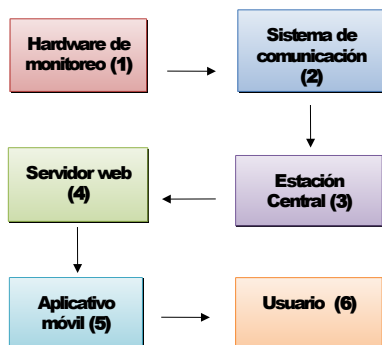 Hardware de
monitoreo (1)
Sistema de
comunicación
(2)
Servidor web
(4)
Estación
Central (3)
Aplicativo
móvil (5)
Usuario (6)